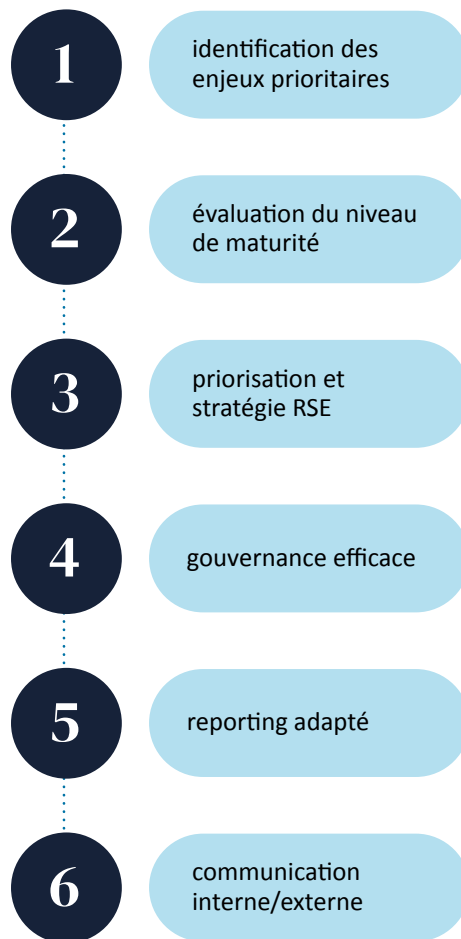 1
identification des
enjeux prioritaires
2
évaluation du niveau
de maturité
3
priorisation et
stratégie RSE
4
gouvernance efficace
5
reporting adapté
6
communication
interne/externe